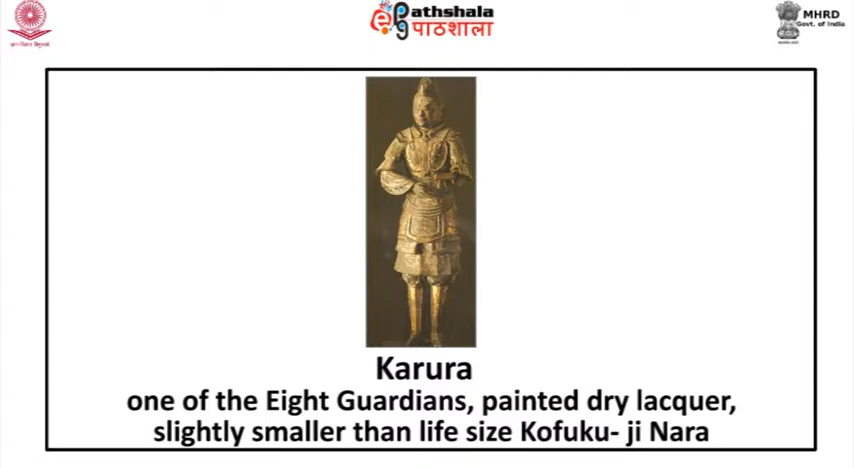 ePG Pathshala
पाठशाला
MHRD
Govt. of India
Karura
one of the Eight Guardians, painted dry lacquer,
slightly smaller than life size Kofuku- ji Nara